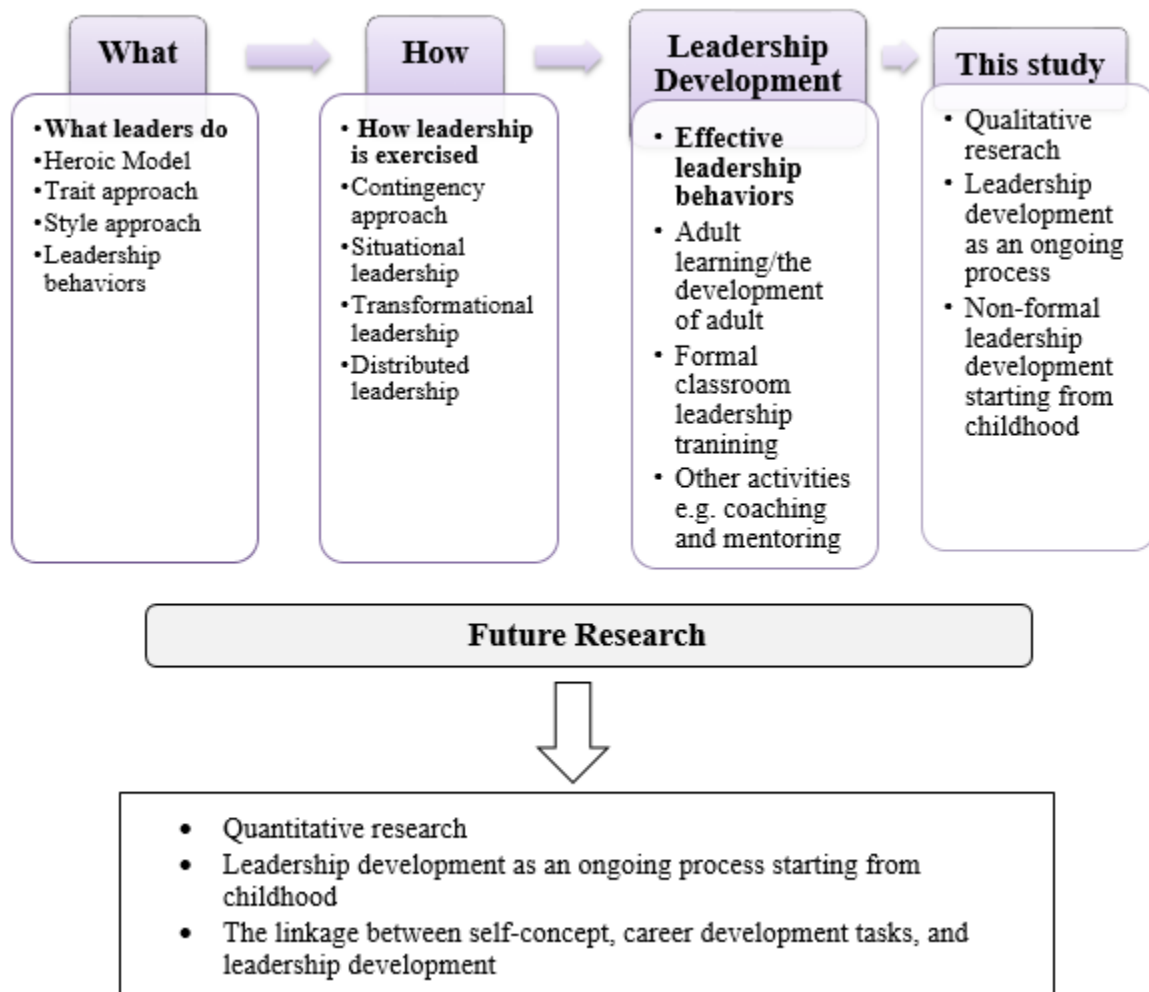 What
•What leaders do
•Heroic Model
•Trait approach
•Style approach
•Leadership
behaviors
How
• How leadership
is exercised
•Contingency
approach
•Situational
leadership
•Transformational
leadership
•Distributed
leadership
Leadership
Development
• Effective
leadership
behaviors
• Adult
learning/the
development
of adult
• Formal
classroom
leadership
tranining
• Other activities
e.g. coaching
and mentoring
This study
• Qualitative
reserach
• Leadership
development
as an ongoing
process
• Non-formal
leadership
development
starting from
childhood
Future Research
• Quantitative research
• Leadership development as an ongoing process starting from
childhood
• The linkage between self-concept, career development tasks, and
leadership development